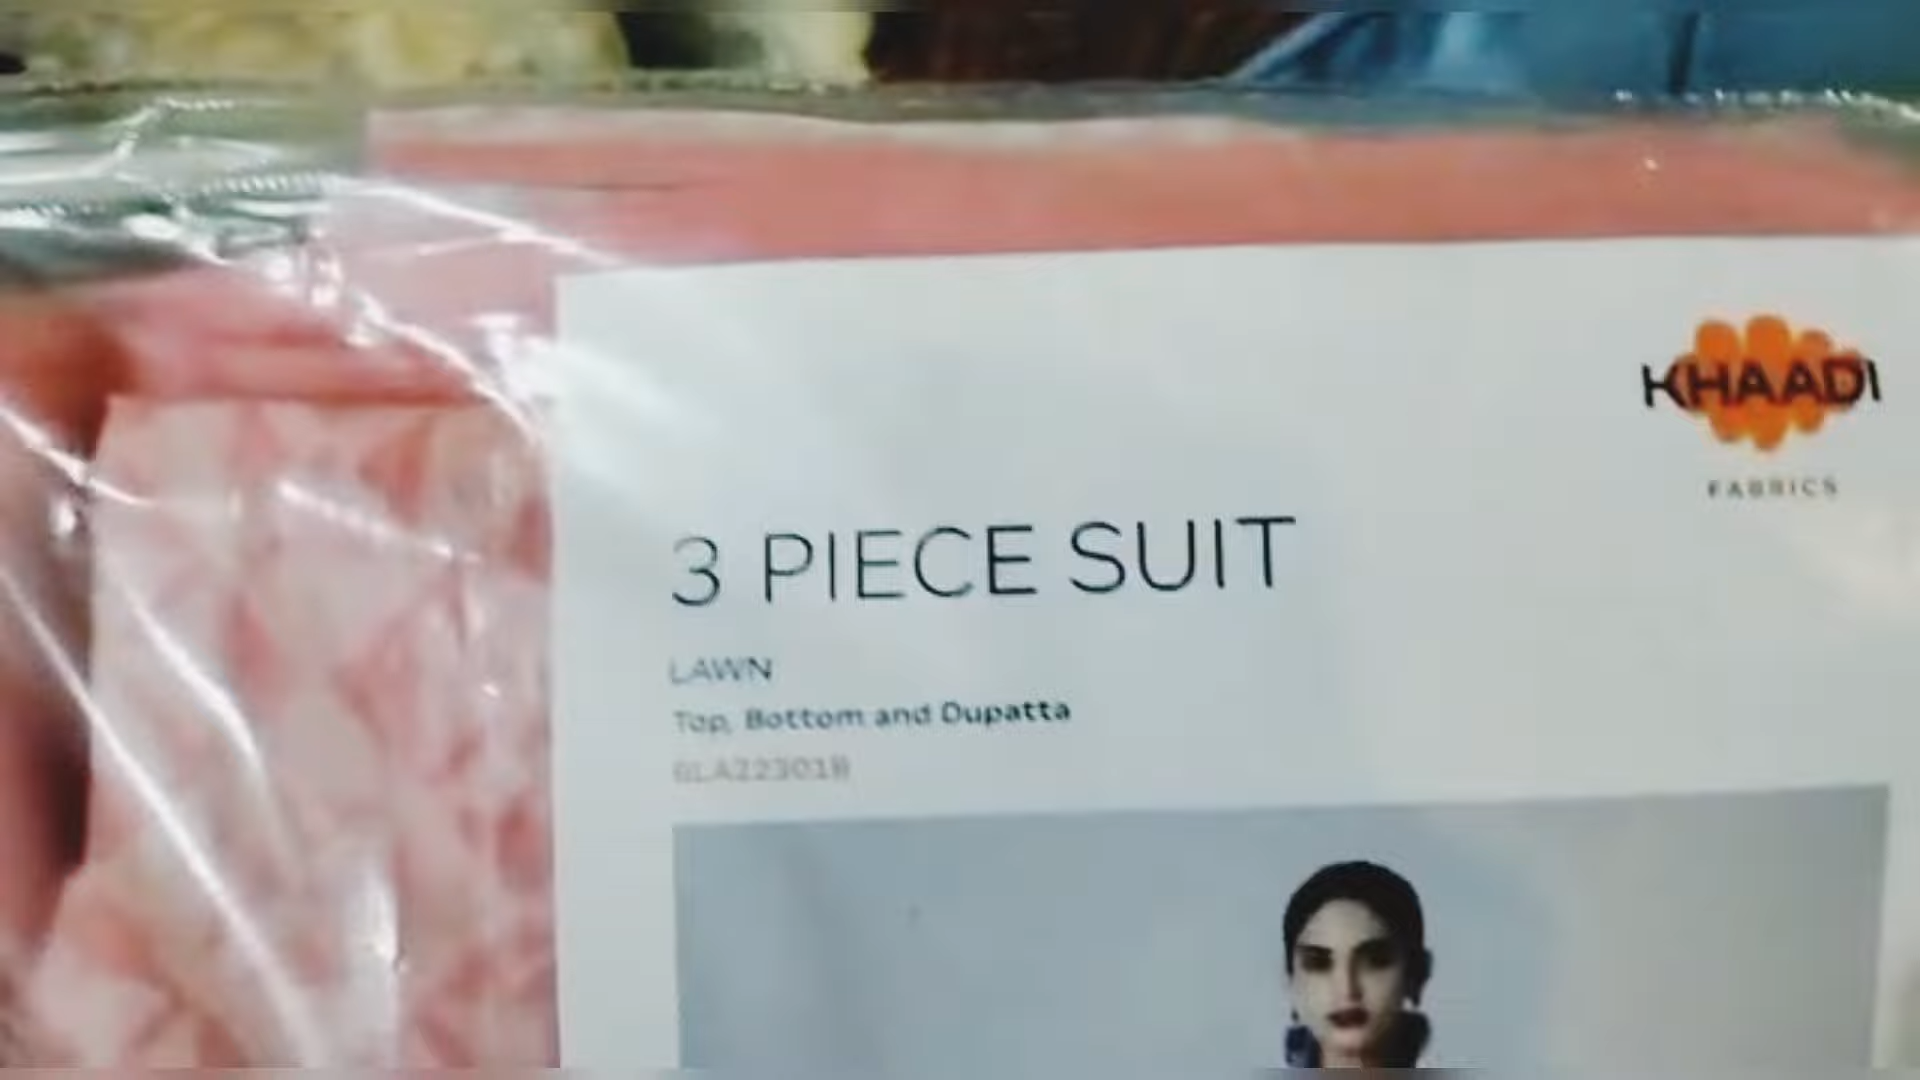 KHAADI
FABRICS
3 PIECE SUIT
LAWN
Top, Bottom and Dupatta